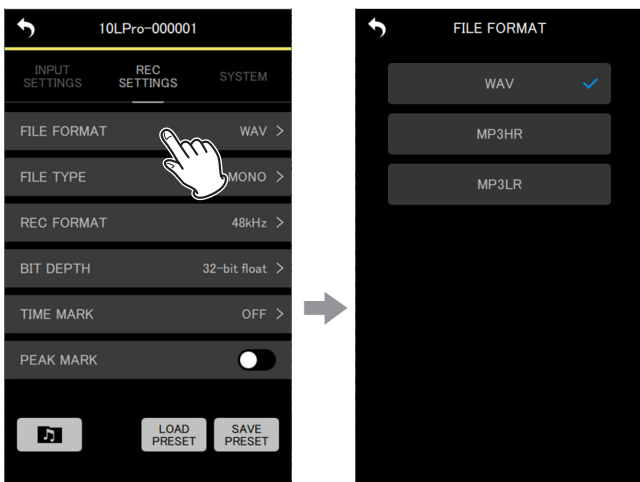 10LPro-000001
INPUT
SETTINGS
REC
SETTINGS
SYSTEM
FILE FORMAT WAV >
FILE TYPE MONO >
REC FORMAT 48kHz >
BIT DEPTH 32-bit float >
TIME MARK OFF >
PEAK MARK
LOAD
PRESET
SAVE
PRESET
FILE FORMAT
WAV
MP3HR
MP3LR